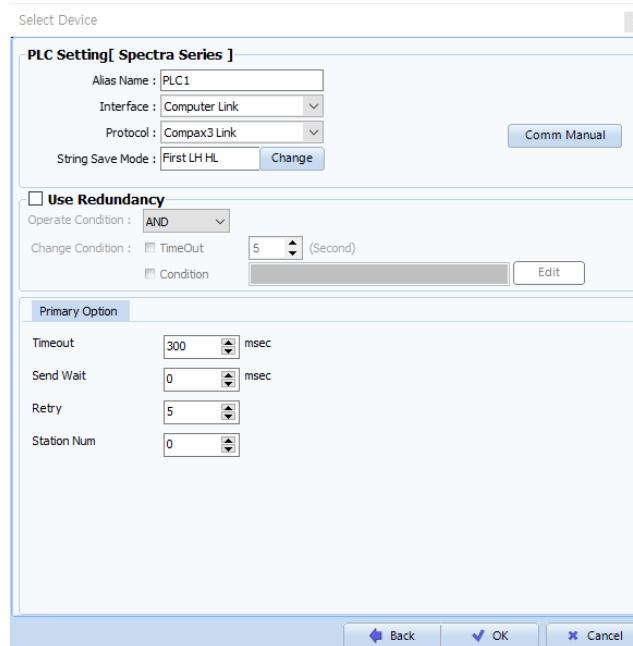 Select Device
PLC Setting[ Spectra Series ]
Alias Name : PLC1
Interface : Computer Link
Protocol : Compax3 Link
Comm Manual
String Save Mode : First LH HL Change
Use Redundancy
Operate Condition : AND
Change Condition : TimeOut 5 (Second)
Condition Edit
Primary Option
Timeout 300 msec
Send Wait 0 msec
Retry 5
Station Num 0
Back OK Cancel